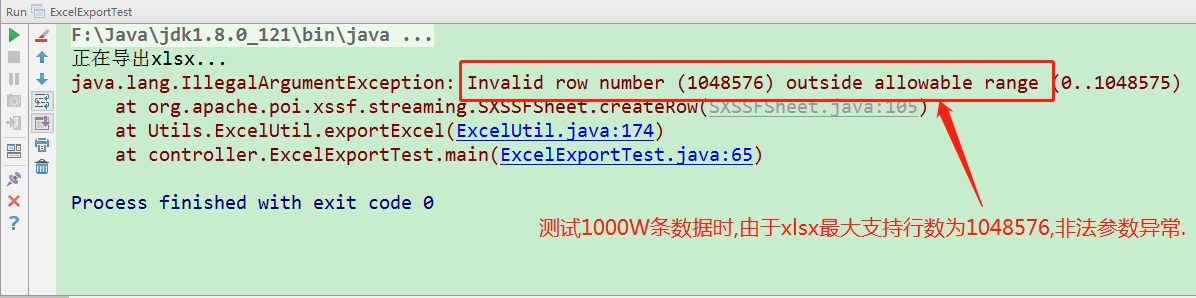 Run ExcelExportTest
F:\Java\jdk1.8.0_121\bin\java ...
正在导出xlsx...
java.lang.IllegalArgumentException: Invalid row number (1048576) outside allowable range (0..1048575)
at org.apache.poi.xssf.streaming.SXSSFSheet.createRow(SXSSFSheet.java:105)
at Utils.ExcelUtil.exportExcel(ExcelUtil.java:174)
at controller.ExcelExportTest.main(ExcelExportTest.java:65)
Process finished with exit code 0
测试1000W条数据时,由于xlsx最大支持行数为1048576,非法参数异常.